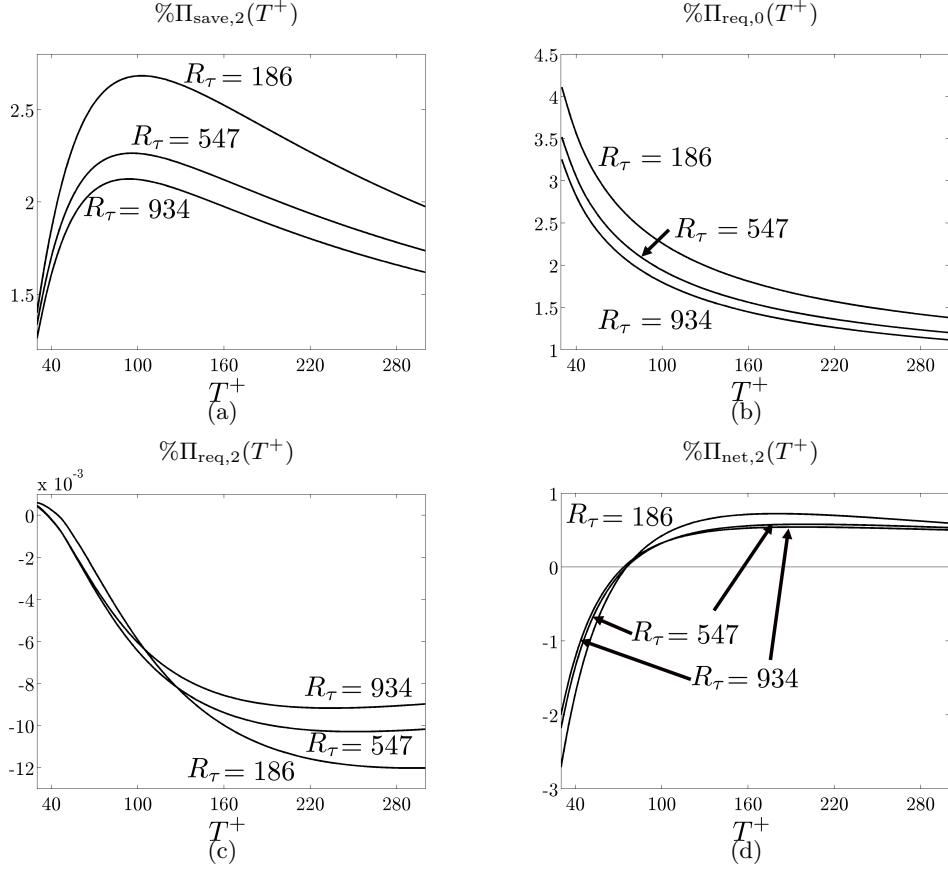 %Π_save,2(T⁺)
2.5
2
1.5
R_τ = 186
R_τ = 547
R_τ = 934
40 100 160 220 280
T⁺
(a)
%Π_req,0(T⁺)
4.5
4
3.5
3
2.5
2
1.5
1
R_τ = 186
R_τ = 547
R_τ = 934
40 100 160 220 280
T⁺
(b)
%Π_req,2(T⁺)
x 10⁻³
0
-2
-4
-6
-8
-10
-12
R_τ = 934
R_τ = 547
R_τ = 186
40 100 160 220 280
T⁺
(c)
%Π_net,2(T⁺)
1
0
-1
-2
-3
R_τ = 186
R_τ = 547
R_τ = 934
40 100 160 220 280
T⁺
(d)